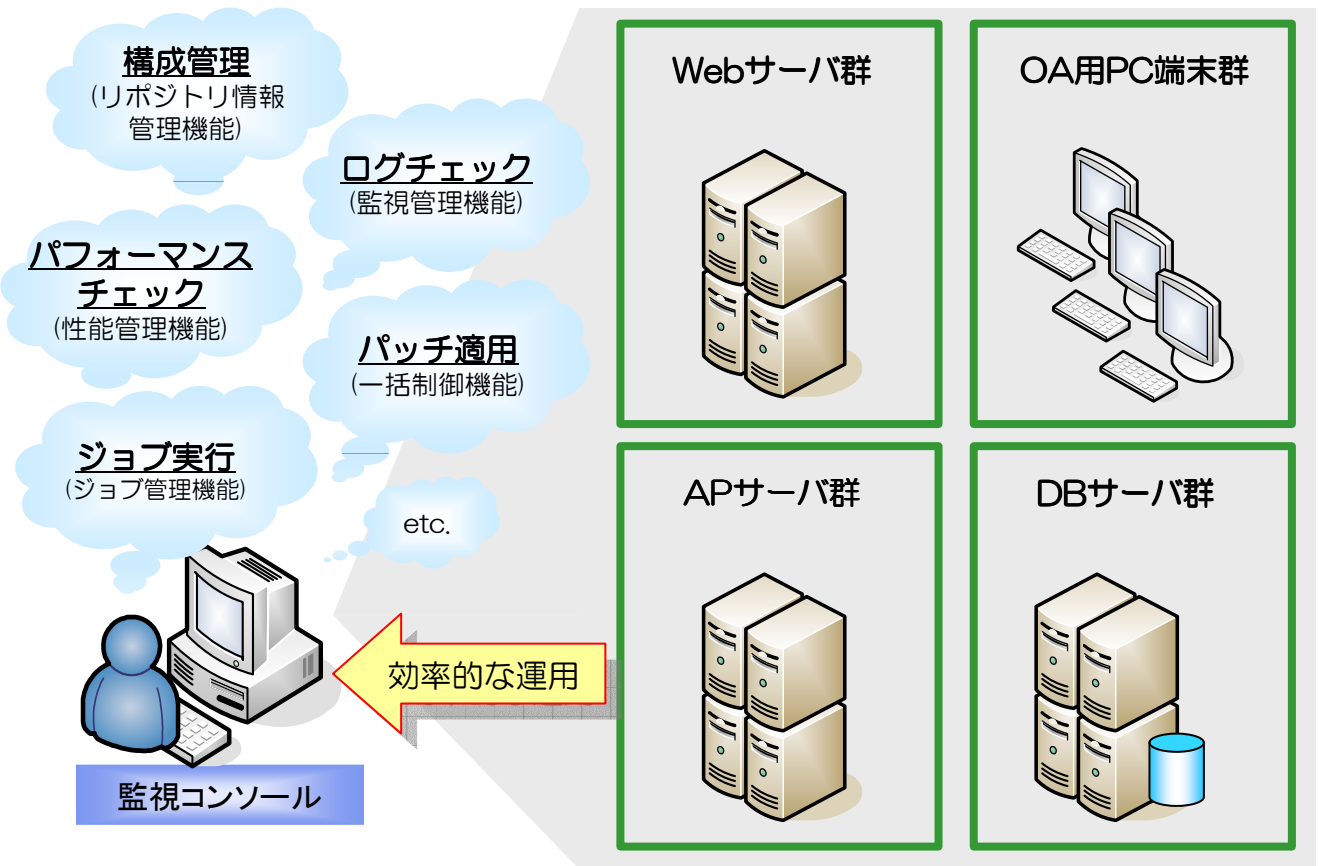 構成管理
(リポジトリ情報
管理機能)
ログチェック
(監視管理機能)
パフォーマンス
チェック
(性能管理機能)
パッチ適用
(一括制御機能)
ジョブ実行
(ジョブ管理機能)
etc.
効率的な運用
監視コンソール
Webサーバ群
OA用PC端末群
APサーバ群
DBサーバ群